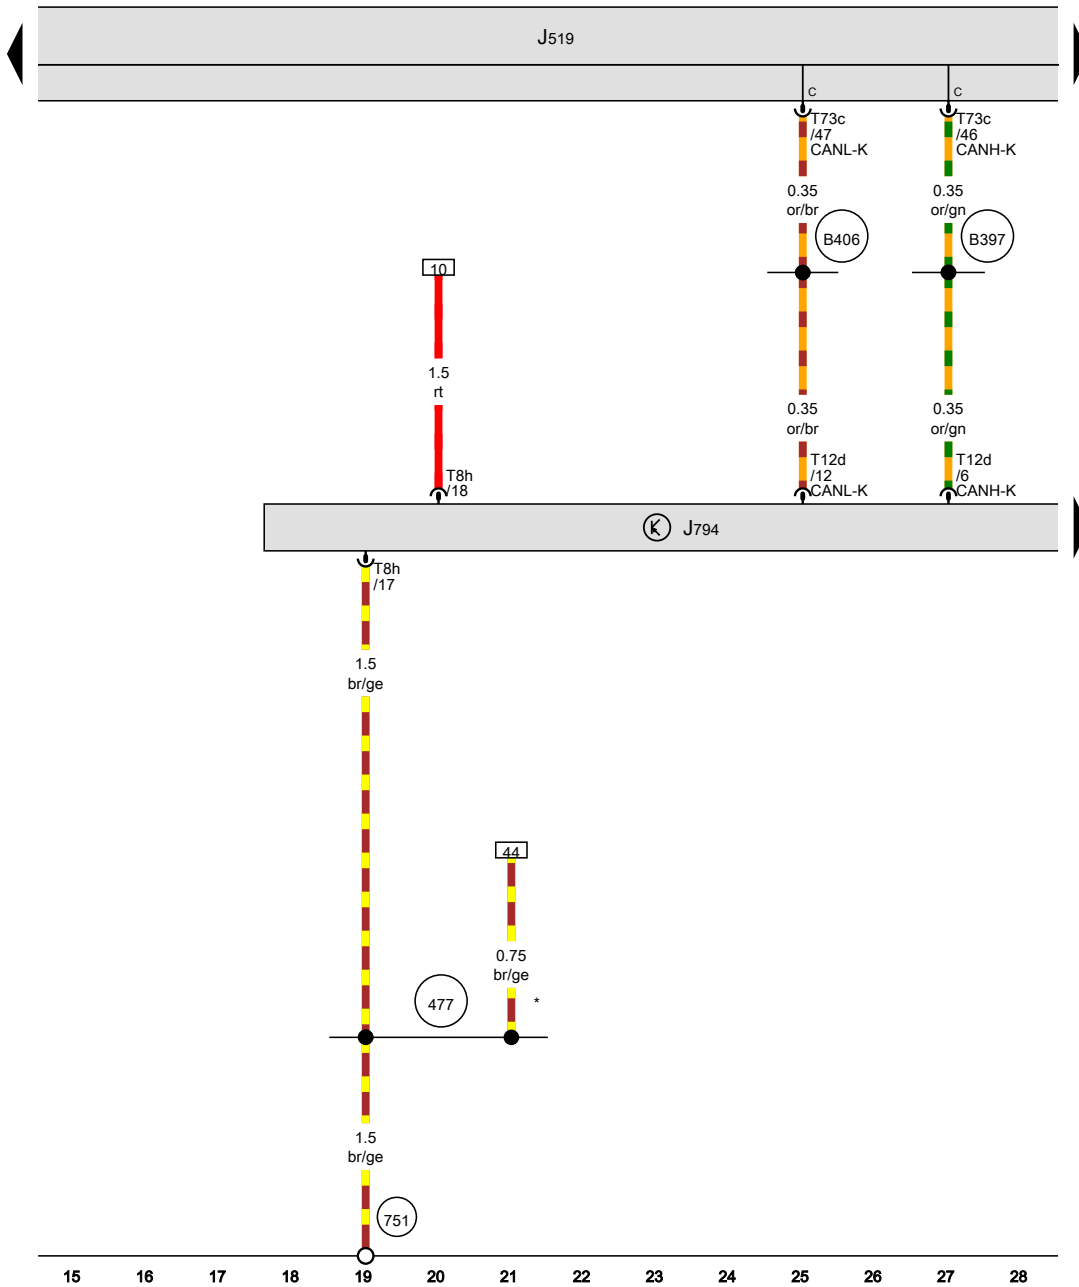 J519
C
C
T73c
/47
CANL-K
T73c
/46
CANH-K
0.35
or/br
0.35
or/gn
B406
B397
10
1.5
rt
0.35
or/br
0.35
or/gn
T8h
/18
T12d
/12
CANL-K
T12d
/6
CANH-K
K J794
T8h
/17
1.5
br/ge
44
0.75
br/ge
477
*
1.5
br/ge
751
15 16 17 18 19 20 21 22 23 24 25 26 27 28